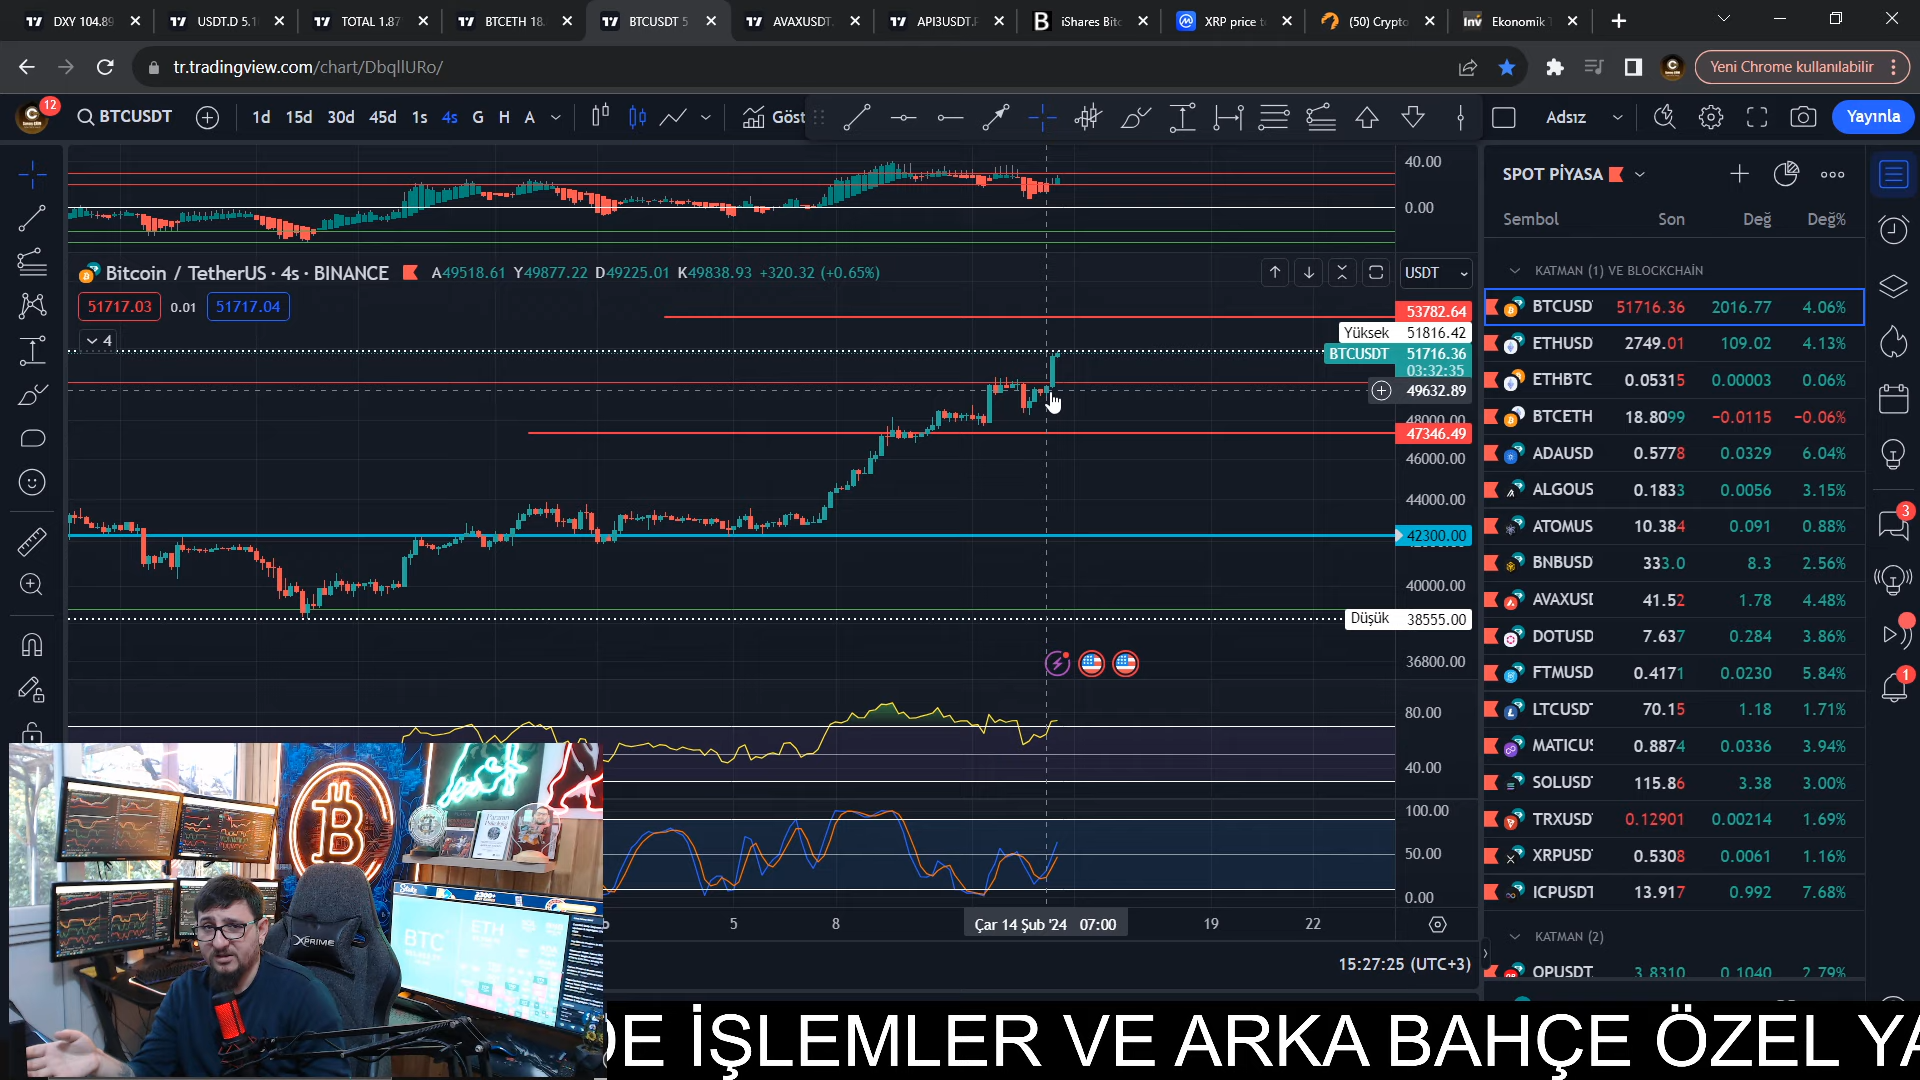 DXY 104.89
USDT.D 5.1
TOTAL 1.87
BTCETH 18.
BTCUSDT 5
AVAXUSDT.
API3USDT.P
iShares Bitc
XRP price t
(50) Crypto
Inv Ekonomik T
tr.tradingview.com/chart/DbqllURo/
Yeni Chrome kullanılabilir
12
BTCUSDT
1d 15d 30d 45d 1s 4s G H A
Göst
Adsız
Yayınla
40.00
0.00
Bitcoin / TetherUS · 4s · BINANCE
A49518.61 Y49877.22 D49225.01 K49838.93 +320.32 (+0.65%)
USDT
51717.03 0.01 51717.04
4
53782.64
Yüksek 51816.42
BTCUSDT 51716.36
03:32:35
49632.89
48000.00
47346.49
46000.00
44000.00
42300.00
40000.00
Düşük 38555.00
36800.00
80.00
40.00
100.00
50.00
0.00
5 8 Çar 14 Şub '24 07:00 19 22
15:27:25 (UTC+3)
SPOT PİYASA
Sembol Son Değ Değ%
KATMAN (1) VE BLOCKCHAİN
BTCUSD 51716.36 2016.77 4.06%
ETHUSD 2749.01 109.02 4.13%
ETHBTC 0.05315 0.00003 0.06%
BTCETH 18.8099 −0.0115 −0.06%
ADAUSD 0.5778 0.0329 6.04%
ALGOUS 0.1833 0.0056 3.15%
ATOMUS 10.384 0.091 0.88%
BNBUSD 333.0 8.3 2.56%
AVAXUSI 41.52 1.78 4.48%
DOTUSD 7.637 0.284 3.86%
FTMUSD 0.4171 0.0230 5.84%
LTCUSD 70.15 1.18 1.71%
MATICUS 0.8874 0.0336 3.94%
SOLUSD 115.86 3.38 3.00%
TRXUSD 0.12901 0.00214 1.69%
XRPUSD 0.5308 0.0061 1.16%
ICPUSDT 13.917 0.992 7.68%
KATMAN (2)
OPUSDT 3.8310 0.1040 2.79%
3
1
XPRIME
BTC
ETH
DE İŞLEMLER VE ARKA BAHÇE ÖZEL YA